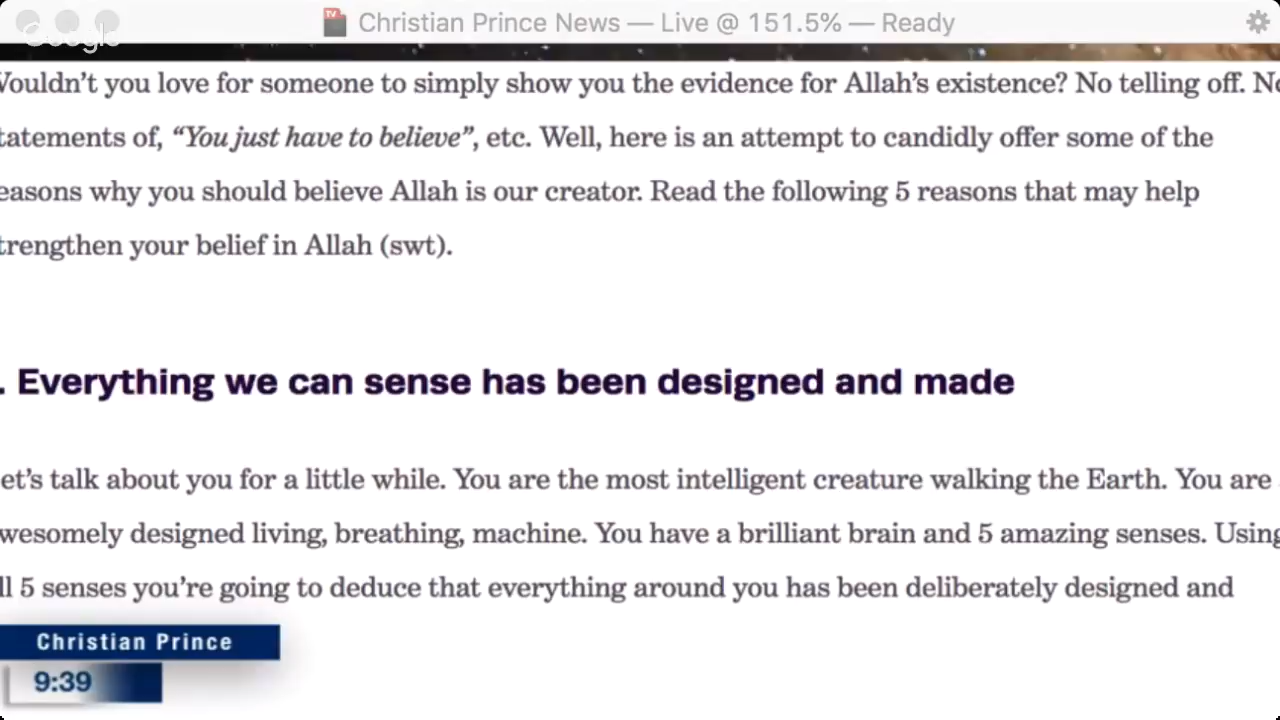 Christian Prince News — Live @ 151.5% — Ready
Google
Wouldn't you love for someone to simply show you the evidence for Allah's existence? No telling off. No
tatements of, “You just have to believe”, etc. Well, here is an attempt to candidly offer some of the
easons why you should believe Allah is our creator. Read the following 5 reasons that may help
trengthen your belief in Allah (swt).
. Everything we can sense has been designed and made
et's talk about you for a little while. You are the most intelligent creature walking the Earth. You are
wesomely designed living, breathing, machine. You have a brilliant brain and 5 amazing senses. Using
ll 5 senses you're going to deduce that everything around you has been deliberately designed and
Christian Prince
9:39